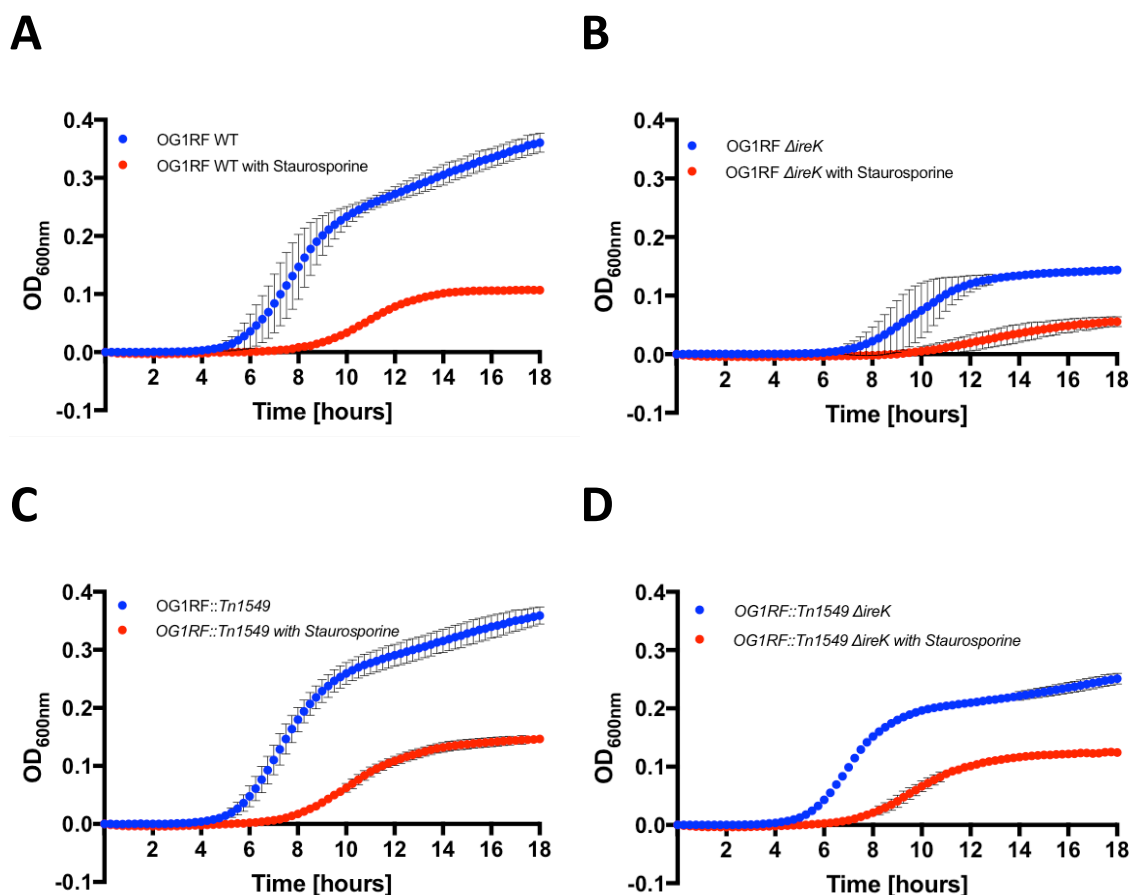 A
OG1RF WT
OG1RF WT with Staurosporine
0.4
0.3
0.2
0.1
0.0
-0.1
OD600nm
2 4 6 8 10 12 14 16 18
Time [hours]
B
OG1RF ΔireK
OG1RF ΔireK with Staurosporine
0.4
0.3
0.2
0.1
0.0
-0.1
OD600nm
2 4 6 8 10 12 14 16 18
Time [hours]
C
OG1RF::Tn1549
OG1RF::Tn1549 with Staurosporine
0.4
0.3
0.2
0.1
0.0
-0.1
OD600nm
2 4 6 8 10 12 14 16 18
Time [hours]
D
OG1RF::Tn1549 ΔireK
OG1RF::Tn1549 ΔireK with Staurosporine
0.4
0.3
0.2
0.1
0.0
-0.1
OD600nm
2 4 6 8 10 12 14 16 18
Time [hours]